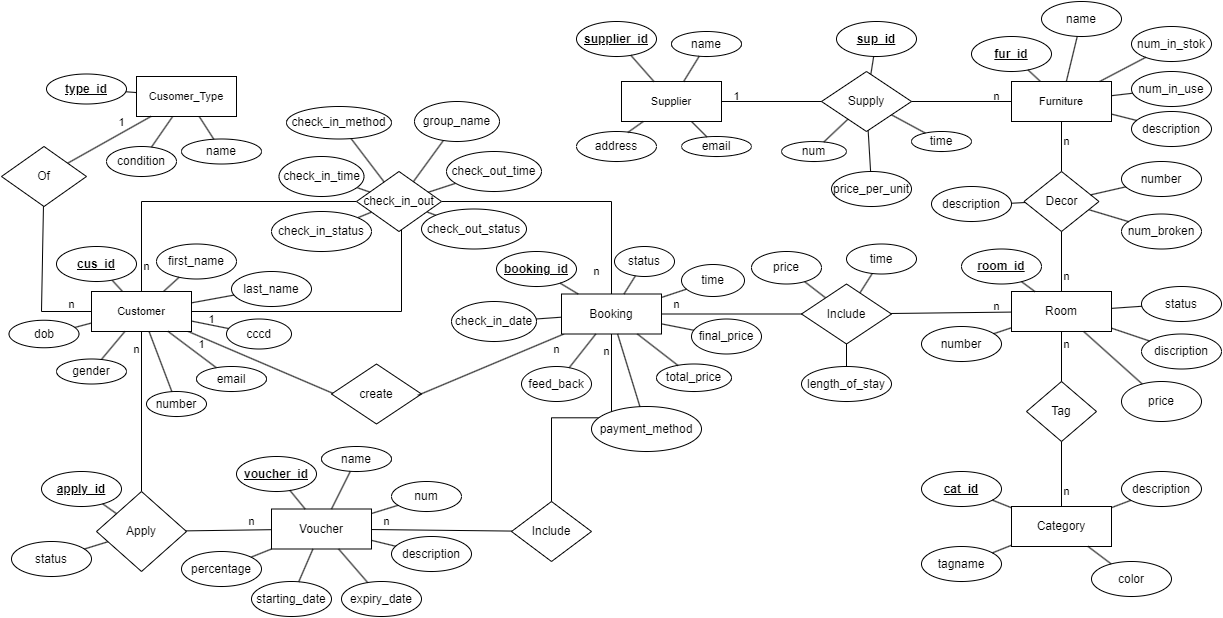 supplier_id
name
sup_id
name
fur_id
num_in_stok
type_id
Cusomer_Type
Supplier
1
Supply
n
Furniture
num_in_use
1
condition
name
check_in_method
group_name
address
email
num
time
description
n
Of
check_in_time
check_out_time
price_per_unit
number
check_in_out
description
Decor
check_in_status
check_out_status
num_broken
cus_id
first_name
n
booking_id
status
n
price
time
room_id
n
last_name
time
n
Customer
n
1
1
n
dob
cccd
check_in_date
Booking
n
final_price
Include
n
Room
status
number
discription
gender
email
number
create
n
n
feed_back
total_price
length_of_stay
n
price
payment_method
Tag
name
voucher_id
num
apply_id
status
Apply
n
Voucher
n
Include
percentage
description
starting_date
expiry_date
cat_id
n
description
Category
tagname
color